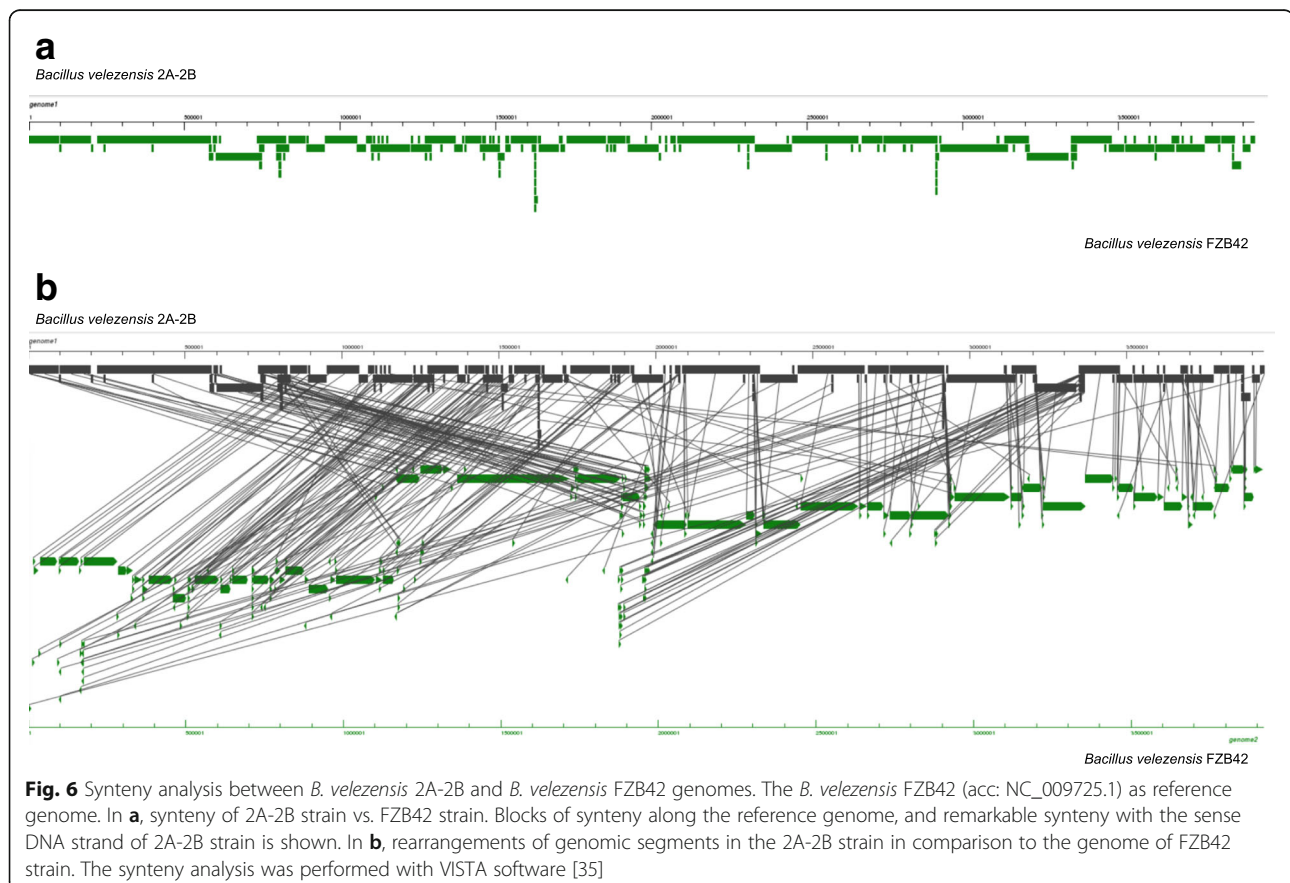 a
Bacillus velezensis 2A-2B
genome1
1 500001 1000001 1500001 2000001 2500001 3000001 3500001
Bacillus velezensis FZB42
b
Bacillus velezensis 2A-2B
genome1
1 500001 1000001 1500001 2000001 2500001 3000001 3500001
1 500001 1000001 1500001 2000001 2500001 3000001 3500001
genome2
Bacillus velezensis FZB42
Fig. 6 Synteny analysis between B. velezensis 2A-2B and B. velezensis FZB42 genomes. The B. velezensis FZB42 (acc: NC_009725.1) as reference
genome. In a, synteny of 2A-2B strain vs. FZB42 strain. Blocks of synteny along the reference genome, and remarkable synteny with the sense
DNA strand of 2A-2B strain is shown. In b, rearrangements of genomic segments in the 2A-2B strain in comparison to the genome of FZB42
strain. The synteny analysis was performed with VISTA software [35]